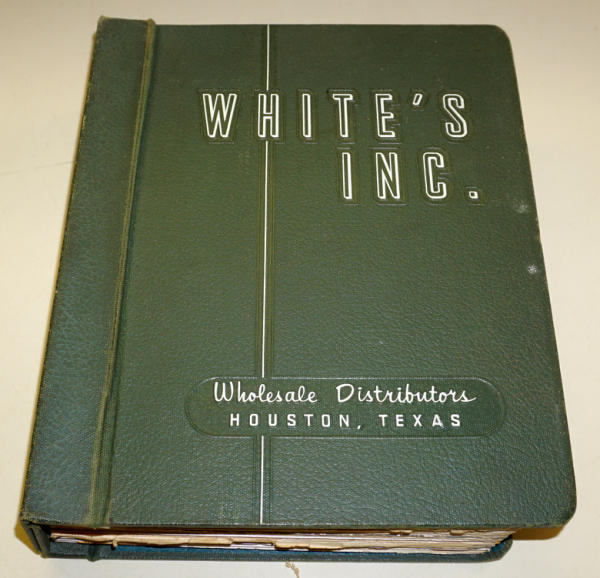 WHITE'S
INC.
Wholesale Distributors
HOUSTON, TEXAS